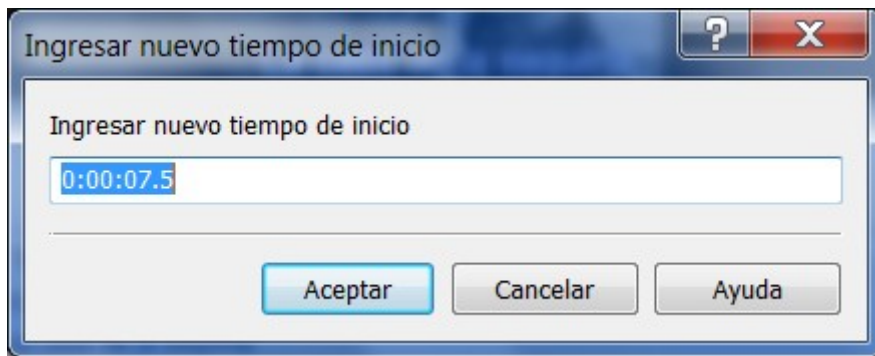 Ingresar nuevo tiempo de inicio
Ingresar nuevo tiempo de inicio
0:00:07.5
Aceptar Cancelar Ayuda